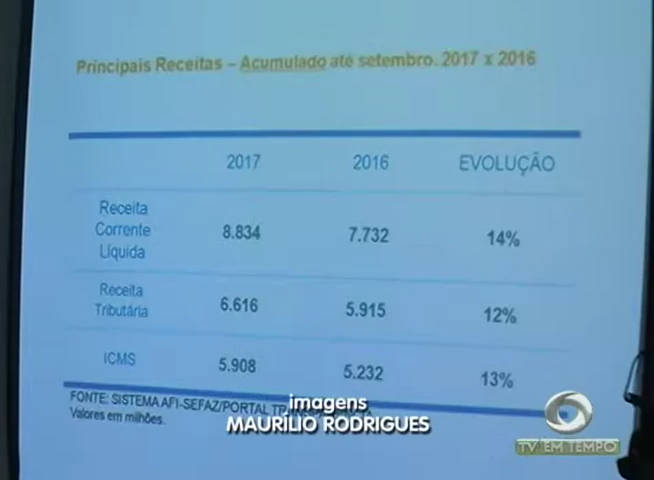 Principais Receitas – Acumulado até setembro. 2017 x 2016
2017 2016 EVOLUÇÃO
Receita
Corrente
Líquida
8.834 7.732 14%
Receita
Tributária
6.616 5.915 12%
ICMS 5.908 5.232 13%
FONTE: SISTEMA AFI-SEFAZ/PORTAL
Valores em milhões.
imagens
MAURÍLIO RODRIGUES
TV EM TEMPO